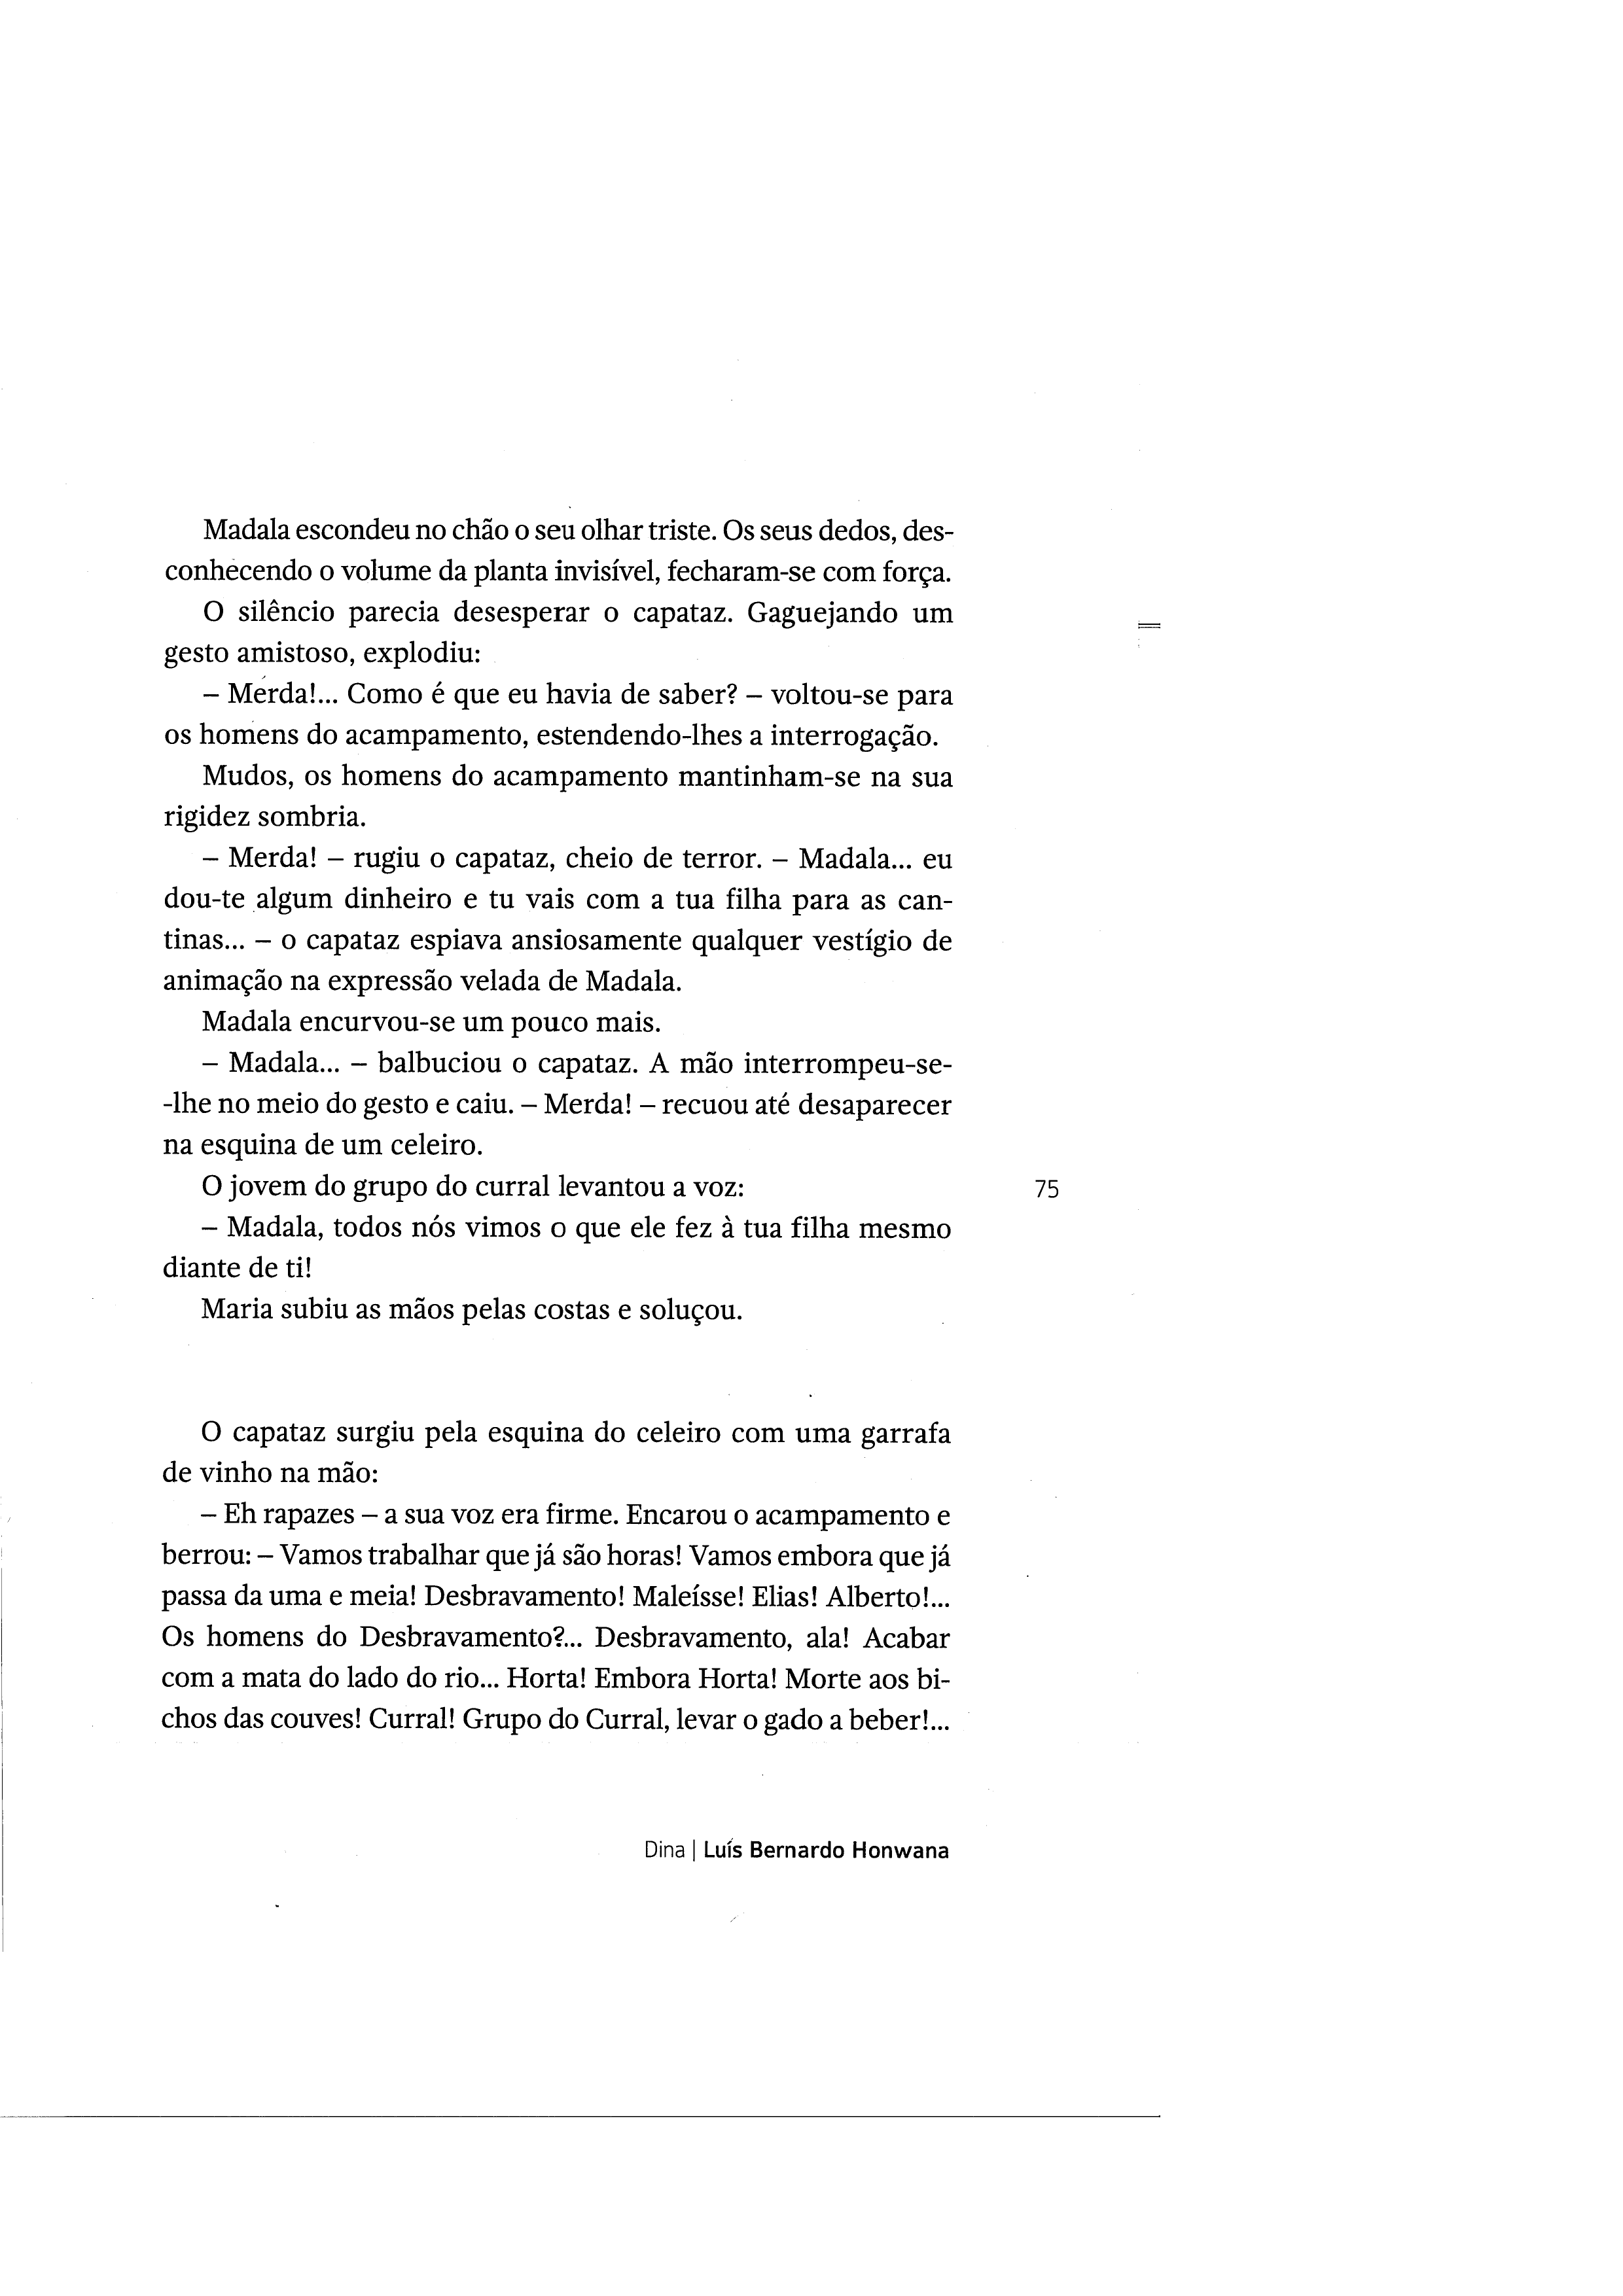 Madala escondeu no chão o seu olhar triste. Os seus dedos, des-
conhecendo o volume da planta invisível, fecharam-se com força.
O silêncio parecia desesperar o capataz. Gaguejando um
gesto amistoso, explodiu:
– Merda!... Como é que eu havia de saber? – voltou-se para
os homens do acampamento, estendendo-lhes a interrogação.
Mudos, os homens do acampamento mantinham-se na sua
rigidez sombria.
– Merda! – rugiu o capataz, cheio de terror. – Madala... eu
dou-te algum dinheiro e tu vais com a tua filha para as can-
tinas... – o capataz espiava ansiosamente qualquer vestígio de
animação na expressão velada de Madala.
Madala encurvou-se um pouco mais.
– Madala... – balbuciou o capataz. A mão interrompeu-se-
-lhe no meio do gesto e caiu. – Merda! – recuou até desaparecer
na esquina de um celeiro.
O jovem do grupo do curral levantou a voz:
– Madala, todos nós vimos o que ele fez à tua filha mesmo
diante de ti!
Maria subiu as mãos pelas costas e soluçou.
O capataz surgiu pela esquina do celeiro com uma garrafa
de vinho na mão:
– Eh rapazes – a sua voz era firme. Encarou o acampamento e
berrou: – Vamos trabalhar que já são horas! Vamos embora que já
passa da uma e meia! Desbravamento! Maleísse! Elias! Alberto!...
Os homens do Desbravamento?... Desbravamento, ala! Acabar
com a mata do lado do rio... Horta! Embora Horta! Morte aos bi-
chos das couves! Curral! Grupo do Curral, levar o gado a beber!...
75
Dina | Luís Bernardo Honwana